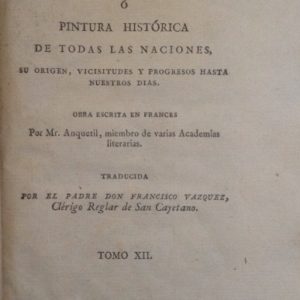 Ó
PINTURA HISTÓRICA
DE TODAS LAS NACIONES,
SU ORIGEN, VICISITUDES Y PROGRESOS HASTA
NUESTROS DIAS.
OBRA ESCRITA EN FRANCES
Por Mr. Anquetil, miembro de varias Academias
literarias.
TRADUCIDA
POR EL PADRE DON FRANCISCO VAZQUEZ,
Clérigo Reglar de San Cayetano.
TOMO XII.